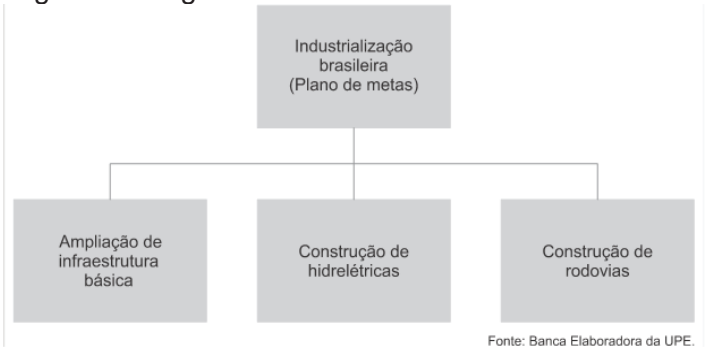 Industrialização
brasileira
(Plano de metas)
Ampliação de
infraestrutura
básica
Construção de
hidrelétricas
Construção de
rodovias
Fonte: Banca Elaboradora da UPE.